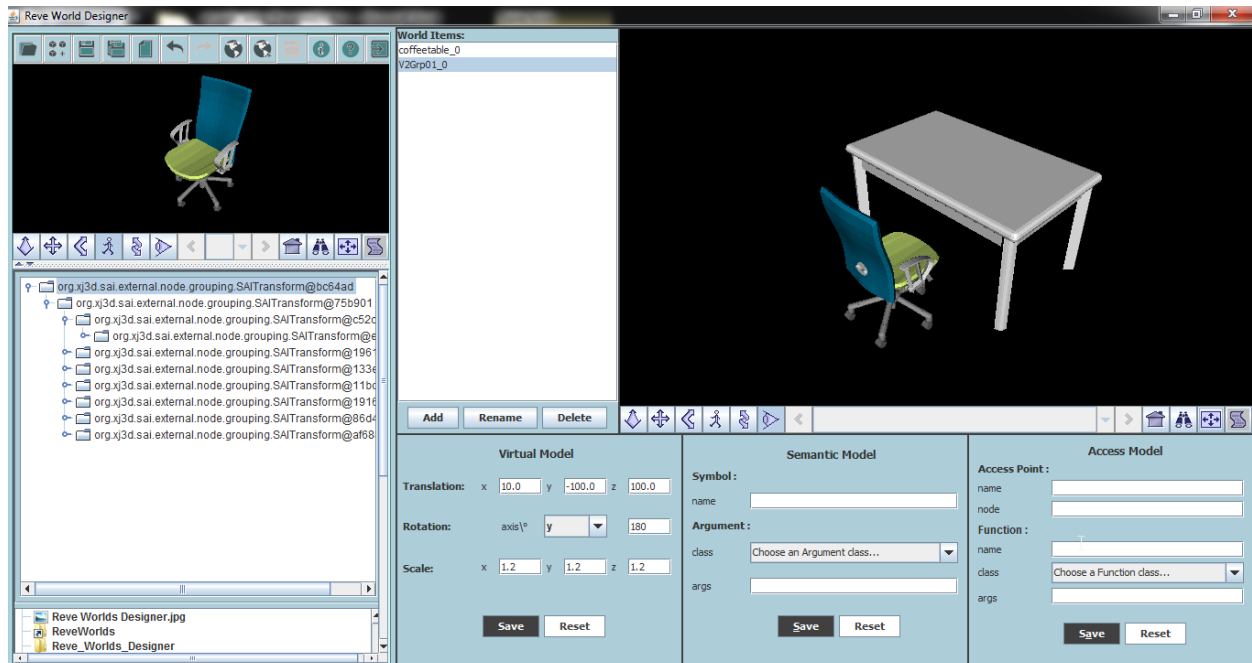 Reve World Designer
World Items:
coffeetable_0
V2Grp01_0
org.xj3d.sai.external.node.grouping.SAITransform@bc64ad
org.xj3d.sai.external.node.grouping.SAITransform@75b901
org.xj3d.sai.external.node.grouping.SAITransform@c52c
org.xj3d.sai.external.node.grouping.SAITransform@e
org.xj3d.sai.external.node.grouping.SAITransform@1961
org.xj3d.sai.external.node.grouping.SAITransform@133e
org.xj3d.sai.external.node.grouping.SAITransform@11bc
org.xj3d.sai.external.node.grouping.SAITransform@1916
org.xj3d.sai.external.node.grouping.SAITransform@86d4
org.xj3d.sai.external.node.grouping.SAITransform@af68
Reve Worlds Designer.jpg
ReveWorlds
Reve_Worlds_Designer
Add Rename Delete
Virtual Model
Translation: x 10.0 y -100.0 z 100.0
Rotation: axis\° y 180
Scale: x 1.2 y 1.2 z 1.2
Save Reset
Semantic Model
Symbol :
name
Argument :
class Choose an Argument class...
args
Save Reset
Access Model
Access Point :
name
node
Function :
name
class Choose a Function class...
args
Save Reset